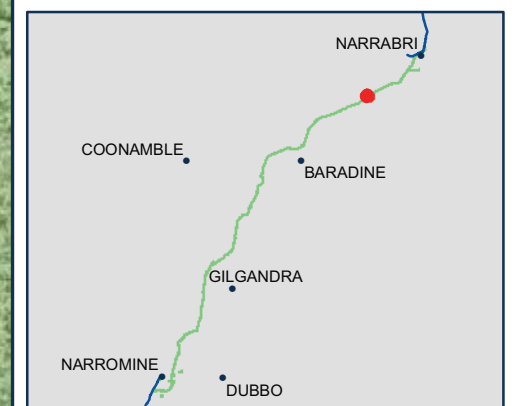 NARRABRI
COONAMBLE
BARADINE
GILGANDRA
NARROMINE
DUBBO